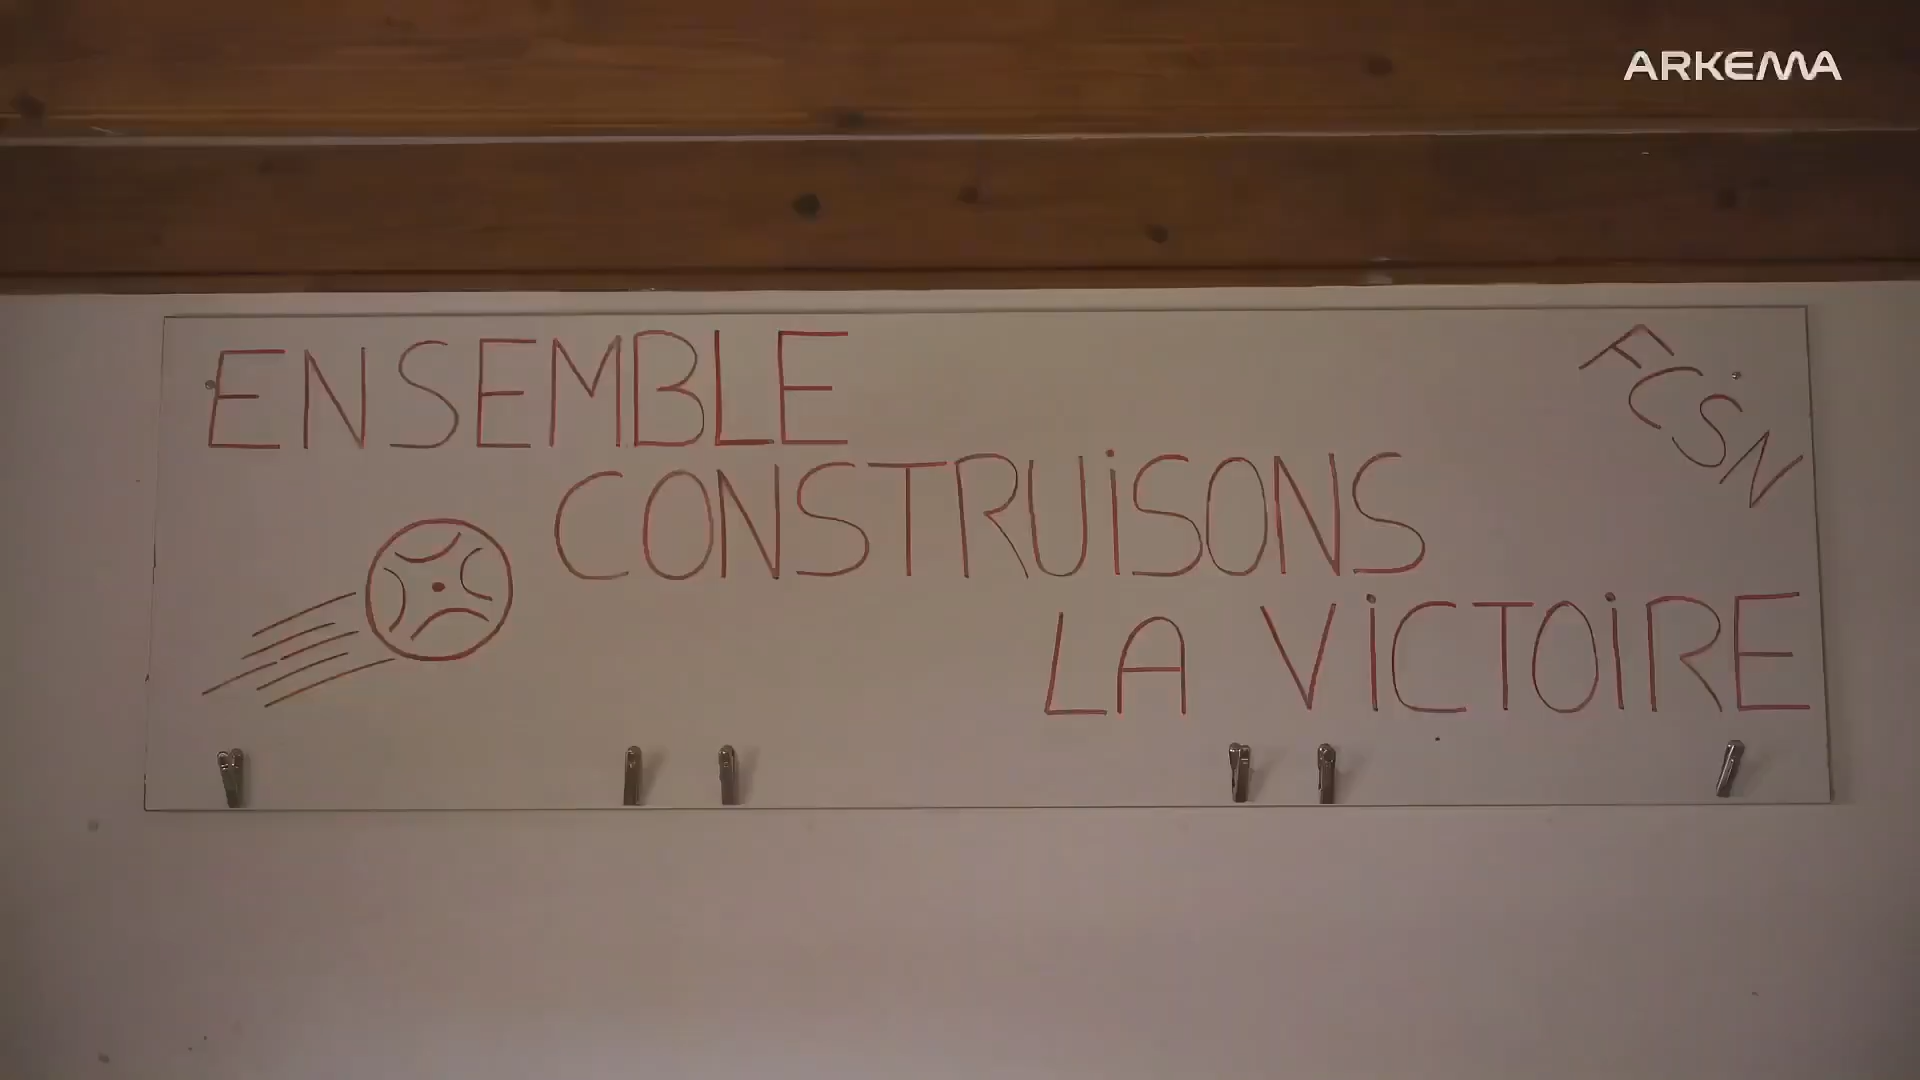 ARKEMA
ENSEMBLE
FCSN
CONSTRUiSONS
LA ViCTOiRE